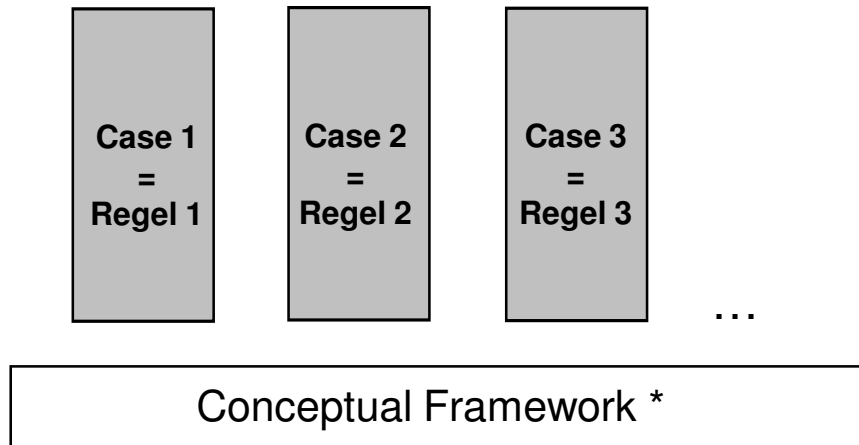 Case 1
=
Regel 1
Case 2
=
Regel 2
Case 3
=
Regel 3
...
Conceptual Framework *